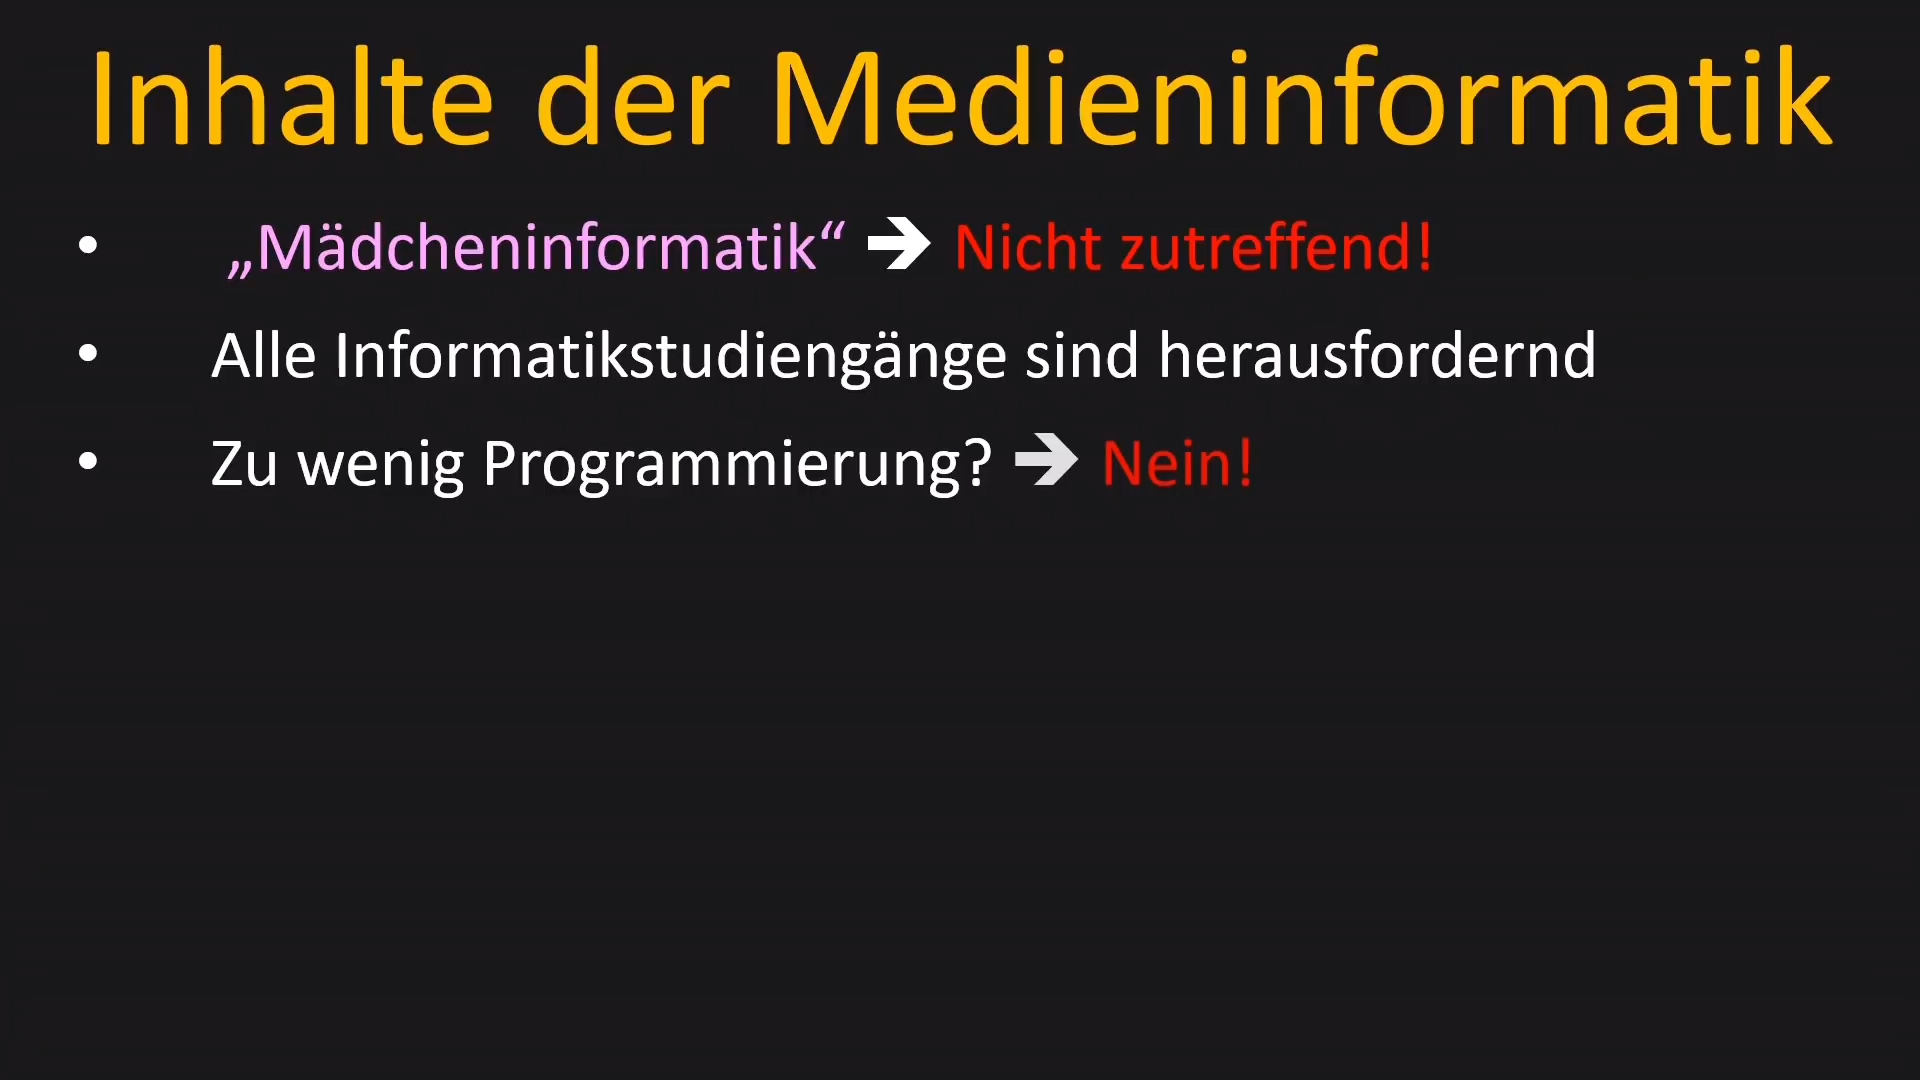 Inhalte der Medieninformatik
• „Mädcheninformatik“ ➔ Nicht zutreffend!
• Alle Informatikstudiengänge sind herausfordernd
• Zu wenig Programmierung? ➔ Nein!